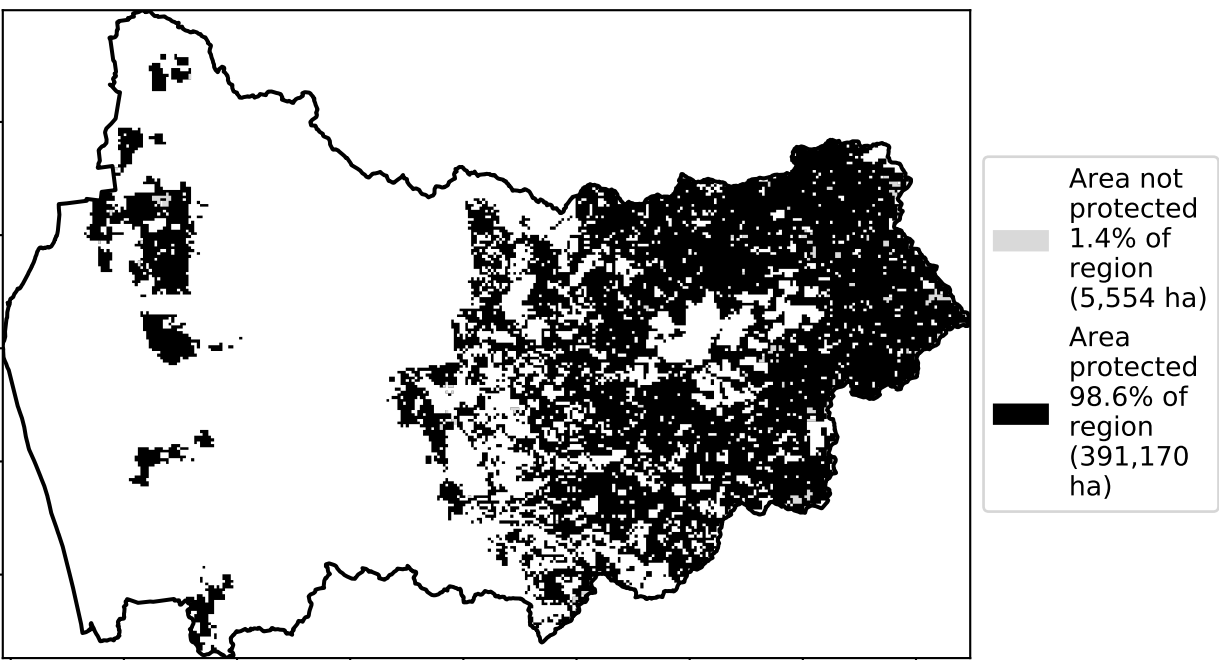 Area not
protected
1.4% of
region
(5,554 ha)
Area
protected
98.6% of
region
(391,170
ha)